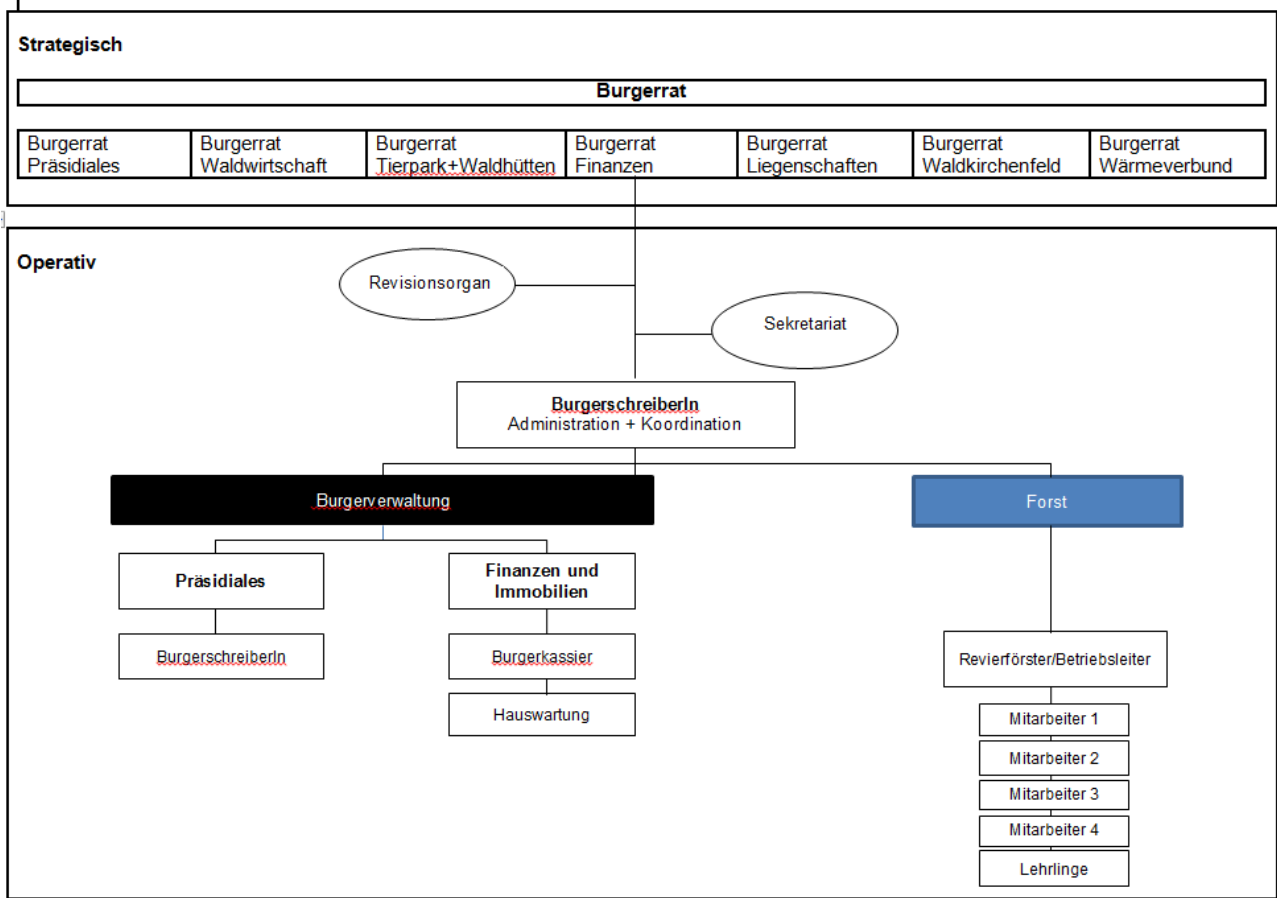 Strategisch
Burgerrat
Burgerrat Präsidiales
Burgerrat Waldwirtschaft
Burgerrat Tierpark+Waldhütten
Burgerrat Finanzen
Burgerrat Liegenschaften
Burgerrat Waldkirchenfeld
Burgerrat Wärmeverbund
Operativ
Revisionsorgan
Sekretariat
BurgerschreiberIn
Administration + Koordination
Burgerverwaltung
Forst
Präsidiales
Finanzen und
Immobilien
BurgerschreiberIn
Burgerkassier
Hauswartung
Revierförster/Betriebsleiter
Mitarbeiter 1
Mitarbeiter 2
Mitarbeiter 3
Mitarbeiter 4
Lehrlinge